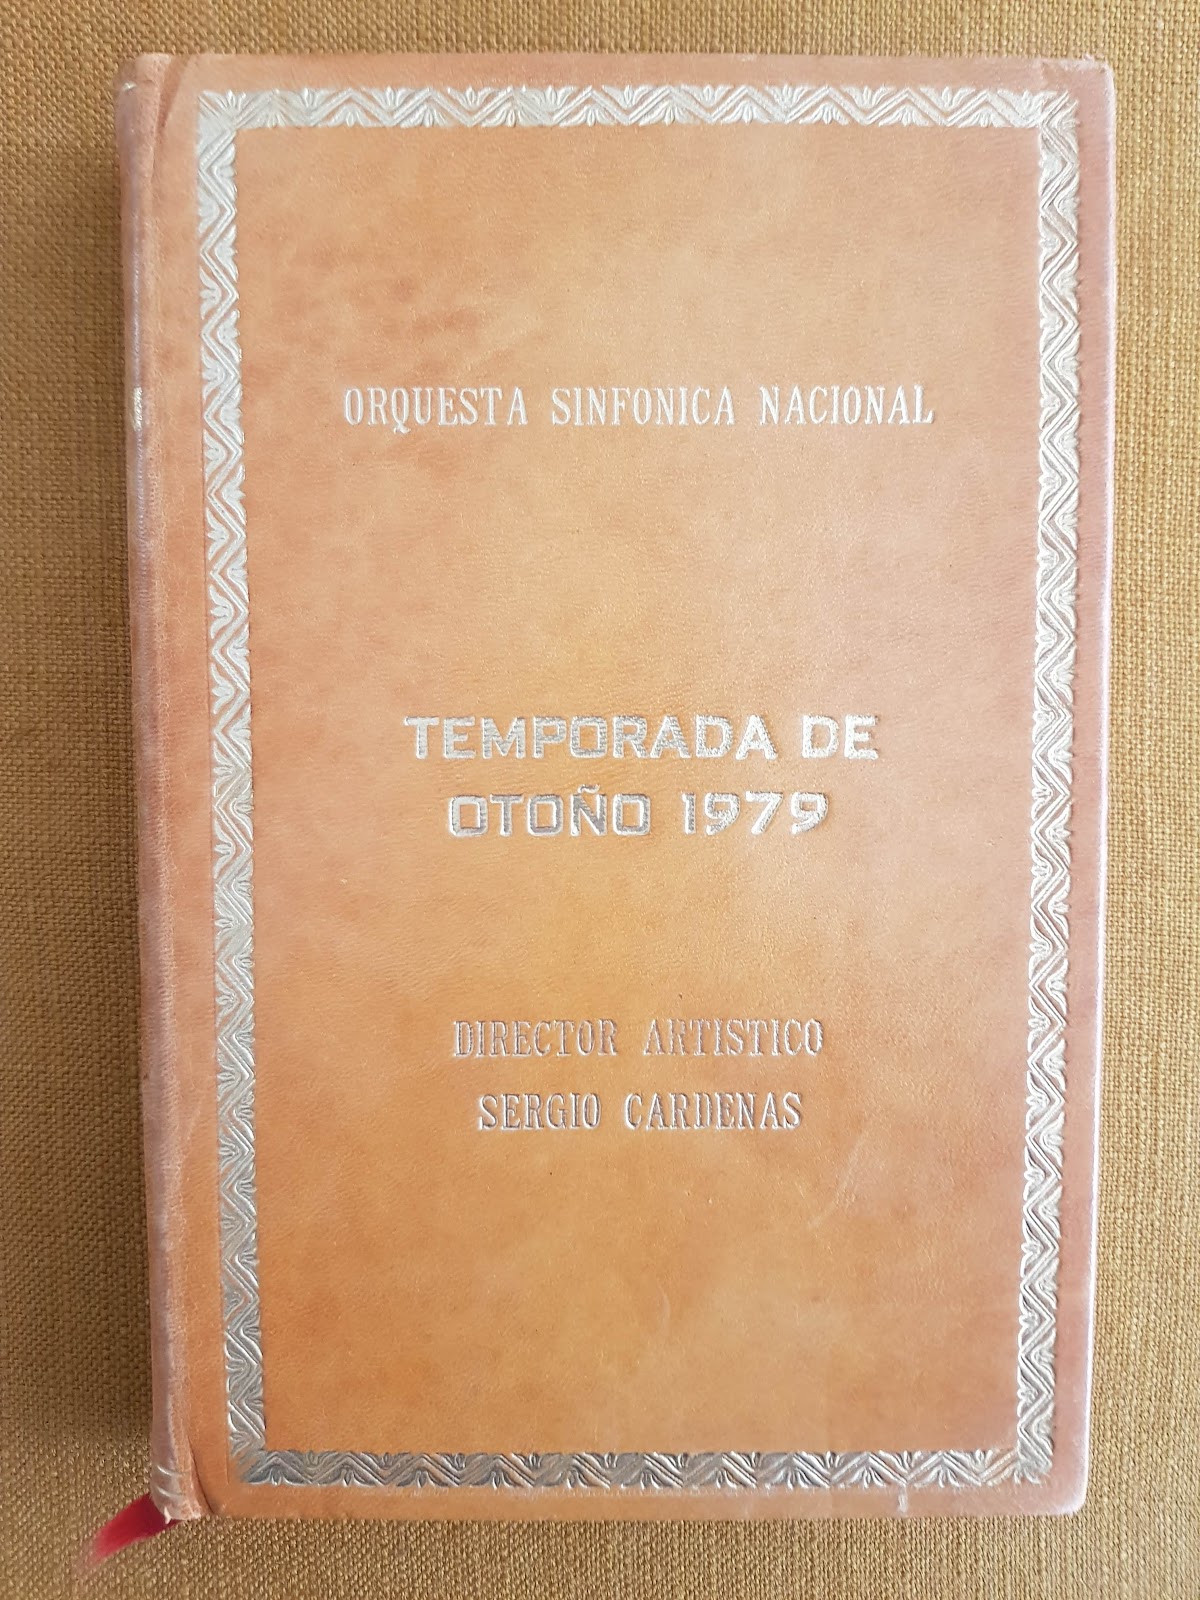 ORQUESTA SINFONICA NACIONAL
TEMPORADA DE
OTOÑO 1979
DIRECTOR ARTISTICO
SERGIO CARDENAS